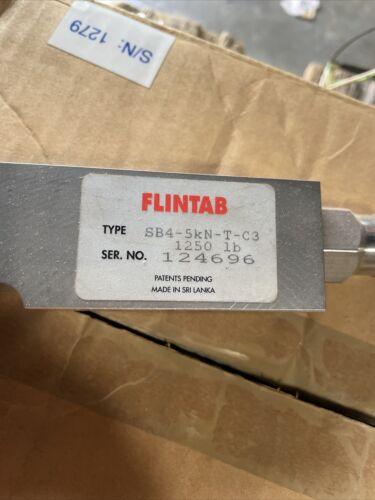 S/N: 1279
FLINTAB
TYPE SB4-5kN-T-C3
1250 lb
SER. NO. 124696
PATENTS PENDING
MADE IN SRI LANKA